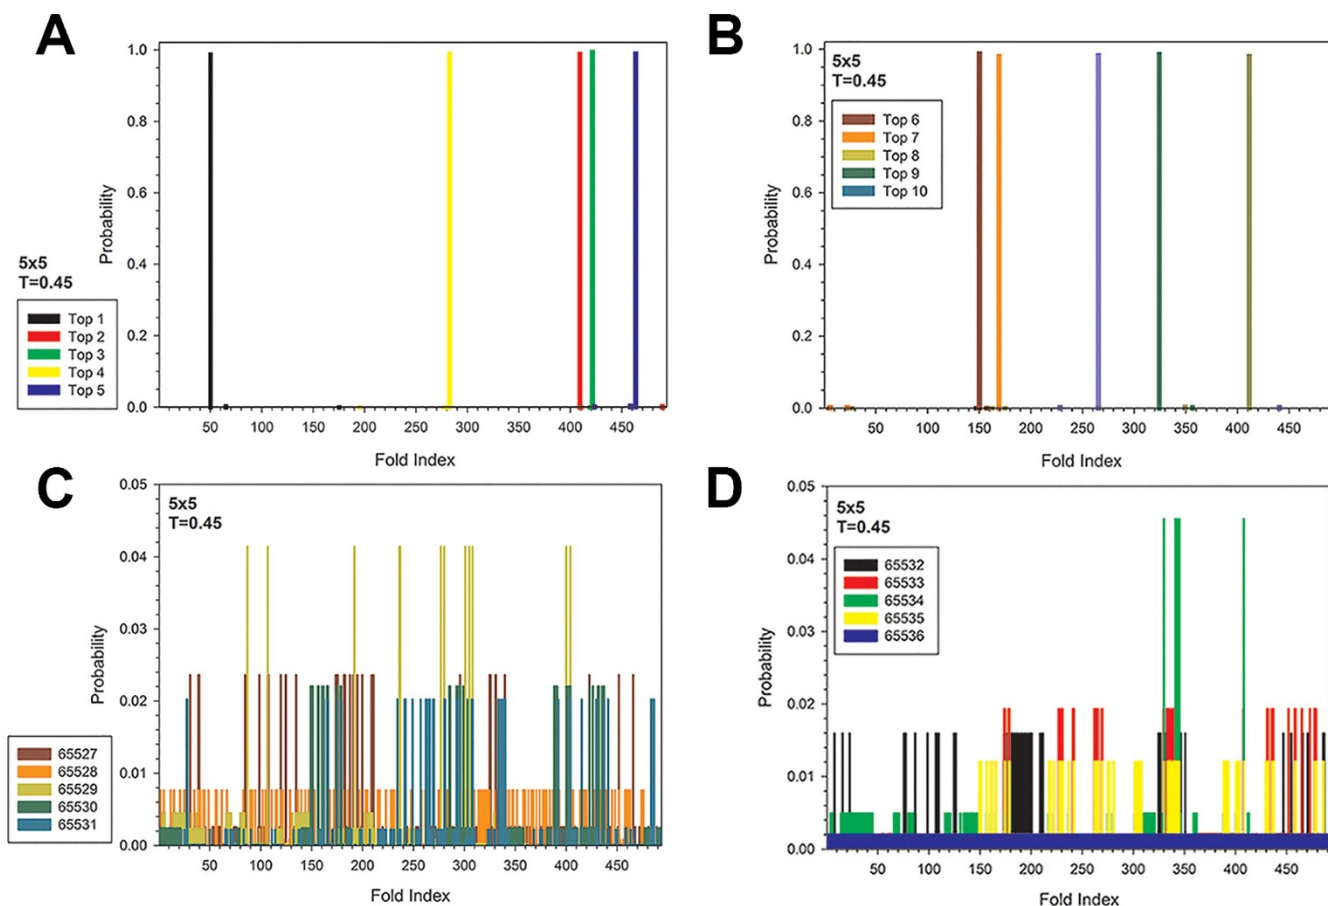 A
1.0
0.8
0.6
0.4
0.2
0.0
Probability
5x5
T=0.45
Top 1
Top 2
Top 3
Top 4
Top 5
50 100 150 200 250 300 350 400 450
Fold Index
B
1.0
0.8
0.6
0.4
0.2
0.0
Probability
5x5
T=0.45
Top 6
Top 7
Top 8
Top 9
Top 10
50 100 150 200 250 300 350 400 450
Fold Index
C
0.05
0.04
0.03
0.02
0.01
0.00
Probability
5x5
T=0.45
65527
65528
65529
65530
65531
50 100 150 200 250 300 350 400 450
Fold Index
D
0.05
0.04
0.03
0.02
0.01
0.00
Probability
5x5
T=0.45
65532
65533
65534
65535
65536
50 100 150 200 250 300 350 400 450
Fold Index